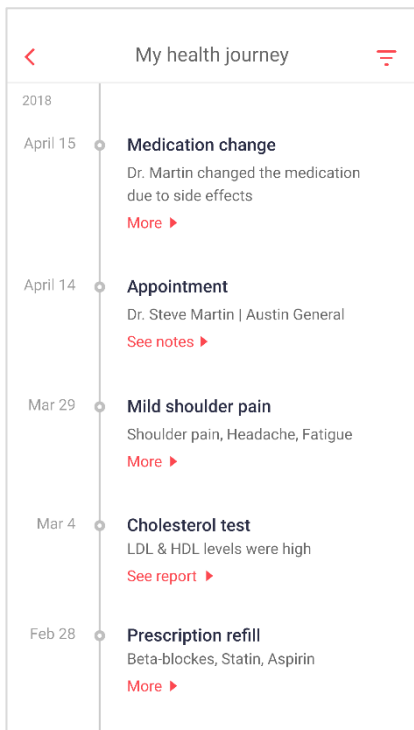 My health journey
2018
April 15
Medication change
Dr. Martin changed the medication
due to side effects
More
April 14
Appointment
Dr. Steve Martin | Austin General
See notes
Mar 29
Mild shoulder pain
Shoulder pain, Headache, Fatigue
More
Mar 4
Cholesterol test
LDL & HDL levels were high
See report
Feb 28
Prescription refill
Beta-blockes, Statin, Aspirin
More